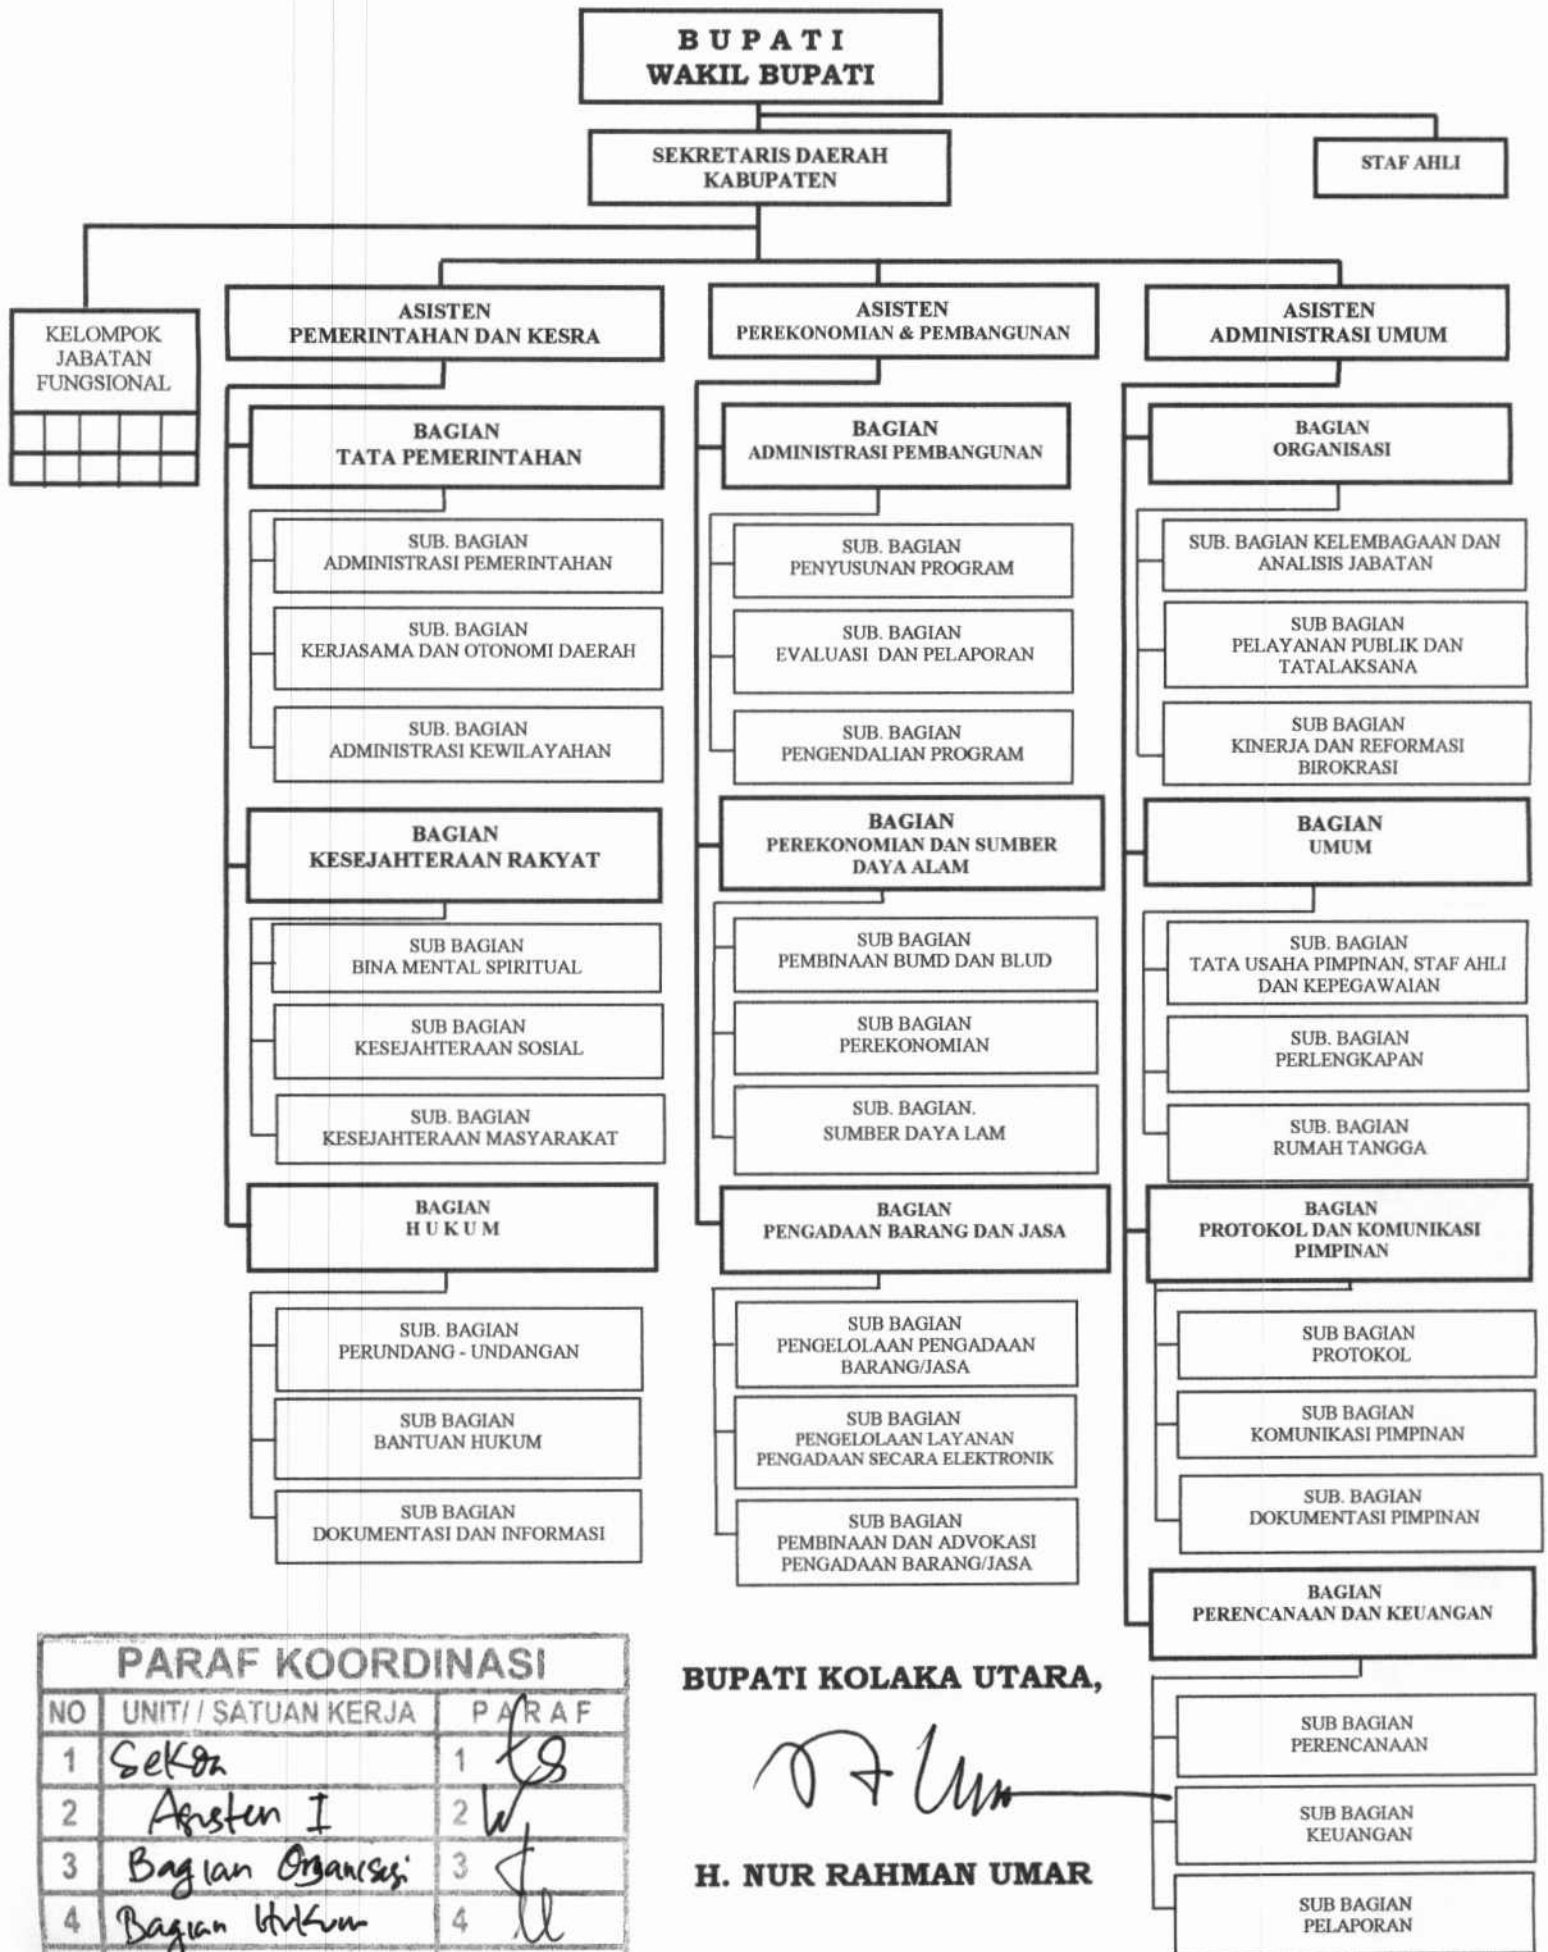 B U P A T I
WAKIL BUPATI
SEKRETARIS DAERAH
KABUPATEN
STAF AHLI
KELOMPOK
JABATAN
FUNGSIONAL
ASISTEN
PEMERINTAHAN DAN KESRA
BAGIAN
TATA PEMERINTAHAN
SUB. BAGIAN
ADMINISTRASI PEMERINTAHAN
SUB. BAGIAN
KERJASAMA DAN OTONOMI DAERAH
SUB. BAGIAN
ADMINISTRASI KEWILAYAHAN
BAGIAN
KESEJAHTERAAN RAKYAT
SUB BAGIAN
BINA MENTAL SPIRITUAL
SUB BAGIAN
KESEJAHTERAAN SOSIAL
SUB. BAGIAN
KESEJAHTERAAN MASYARAKAT
BAGIAN
H U K U M
SUB. BAGIAN
PERUNDANG - UNDANGAN
SUB BAGIAN
BANTUAN HUKUM
SUB BAGIAN
DOKUMENTASI DAN INFORMASI
ASISTEN
PEREKONOMIAN & PEMBANGUNAN
BAGIAN
ADMINISTRASI PEMBANGUNAN
SUB. BAGIAN
PENYUSUNAN PROGRAM
SUB. BAGIAN
EVALUASI DAN PELAPORAN
SUB. BAGIAN
PENGENDALIAN PROGRAM
BAGIAN
PEREKONOMIAN DAN SUMBER
DAYA ALAM
SUB BAGIAN
PEMBINAAN BUMD DAN BLUD
SUB BAGIAN
PEREKONOMIAN
SUB. BAGIAN.
SUMBER DAYA LAM
BAGIAN
PENGADAAN BARANG DAN JASA
SUB BAGIAN
PENGELOLAAN PENGADAAN
BARANG/JASA
SUB BAGIAN
PENGELOLAAN LAYANAN
PENGADAAN SECARA ELEKTRONIK
SUB BAGIAN
PEMBINAAN DAN ADVOKASI
PENGADAAN BARANG/JASA
ASISTEN
ADMINISTRASI UMUM
BAGIAN
ORGANISASI
SUB. BAGIAN KELEMBAGAAN DAN
ANALISIS JABATAN
SUB BAGIAN
PELAYANAN PUBLIK DAN
TATALAKSANA
SUB BAGIAN
KINERJA DAN REFORMASI
BIROKRASI
BAGIAN
UMUM
SUB. BAGIAN
TATA USAHA PIMPINAN, STAF AHLI
DAN KEPEGAWAIAN
SUB. BAGIAN
PERLENGKAPAN
SUB. BAGIAN
RUMAH TANGGA
BAGIAN
PROTOKOL DAN KOMUNIKASI
PIMPINAN
SUB BAGIAN
PROTOKOL
SUB BAGIAN
KOMUNIKASI PIMPINAN
SUB. BAGIAN
DOKUMENTASI PIMPINAN
BAGIAN
PERENCANAAN DAN KEUANGAN
SUB BAGIAN
PERENCANAAN
SUB BAGIAN
KEUANGAN
SUB BAGIAN
PELAPORAN
PARAF KOORDINASI
NO UNIT/ / SATUAN KERJA P A R A F
1 Sekda 1
2 Asisten I 2
3 Bagian Organisasi 3
4 Bagian Hukum 4
BUPATI KOLAKA UTARA,
H. NUR RAHMAN UMAR